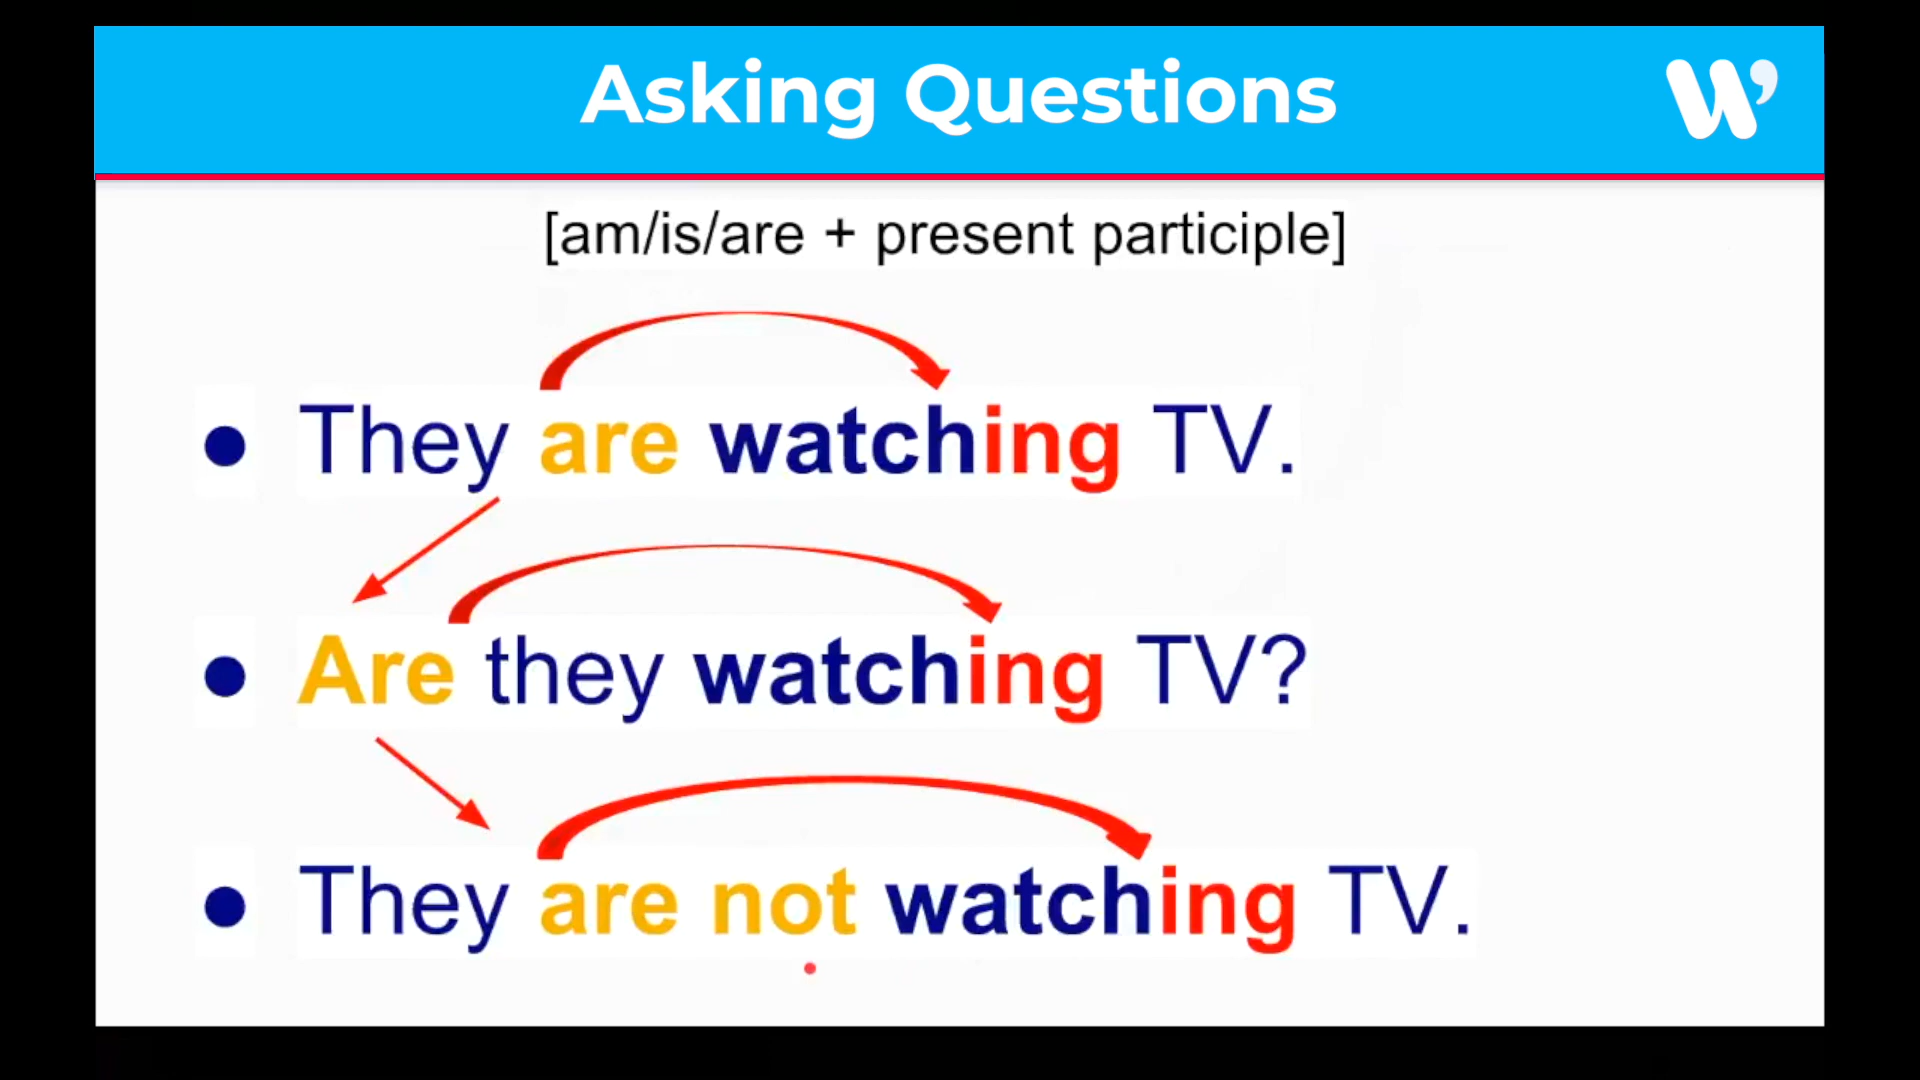 Asking Questions
[am/is/are + present participle]
● They are watching TV.
● Are they watching TV?
● They are not watching TV.